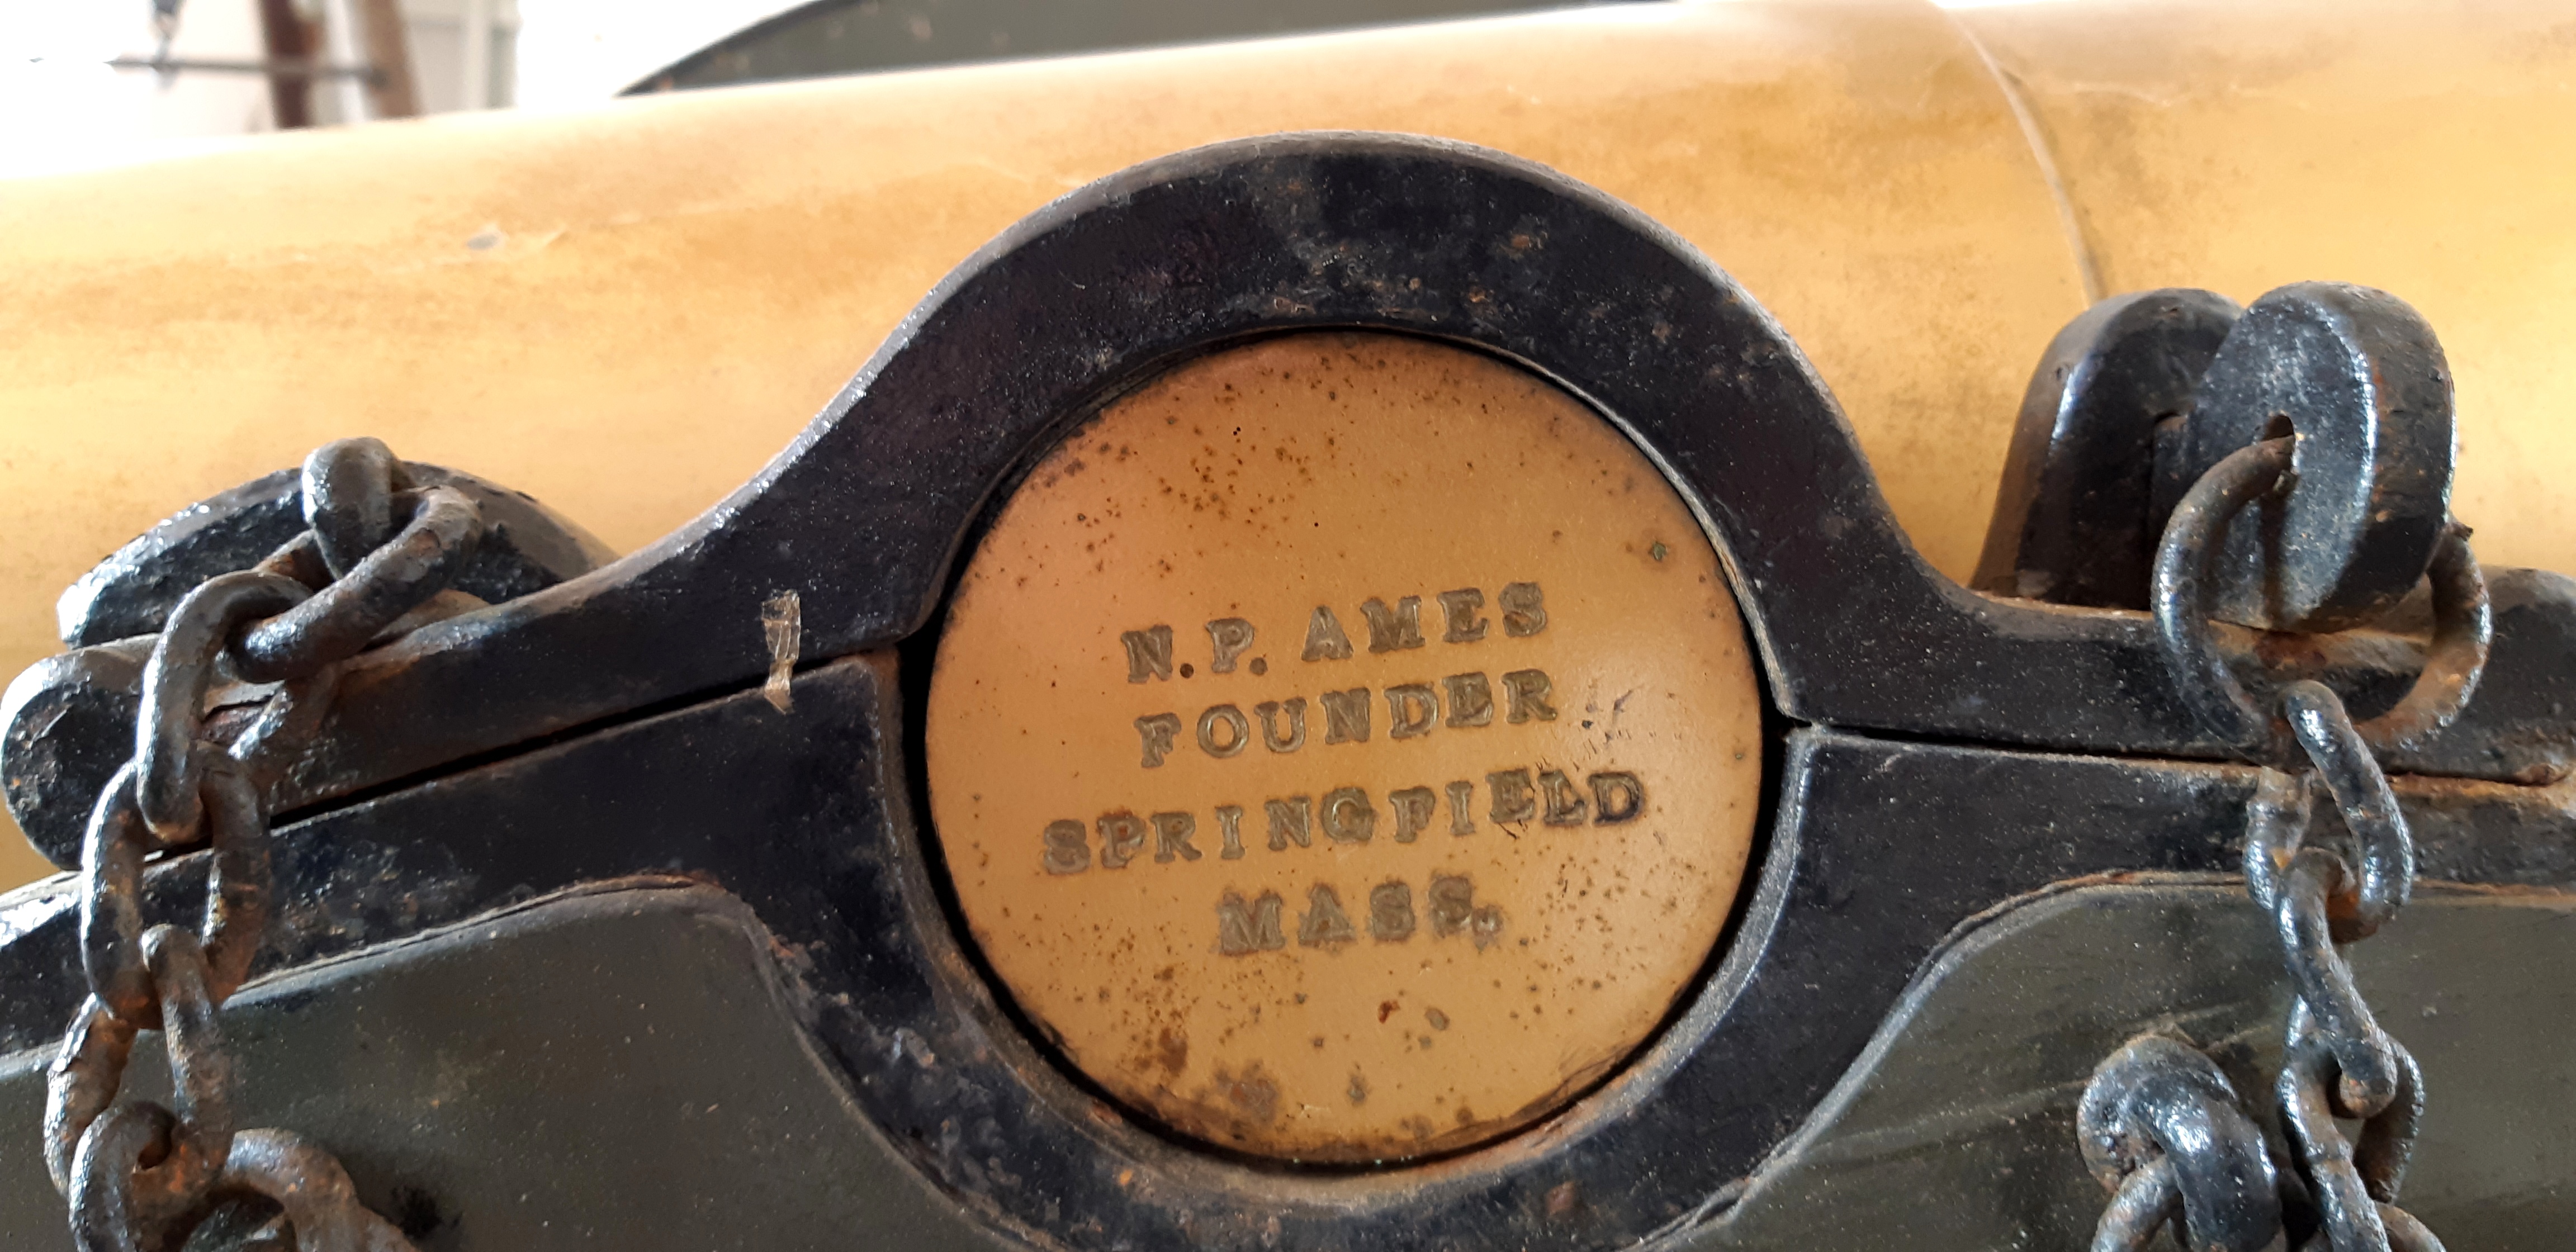 N.P. AMES
FOUNDER
SPRINGFIELD
MASS.